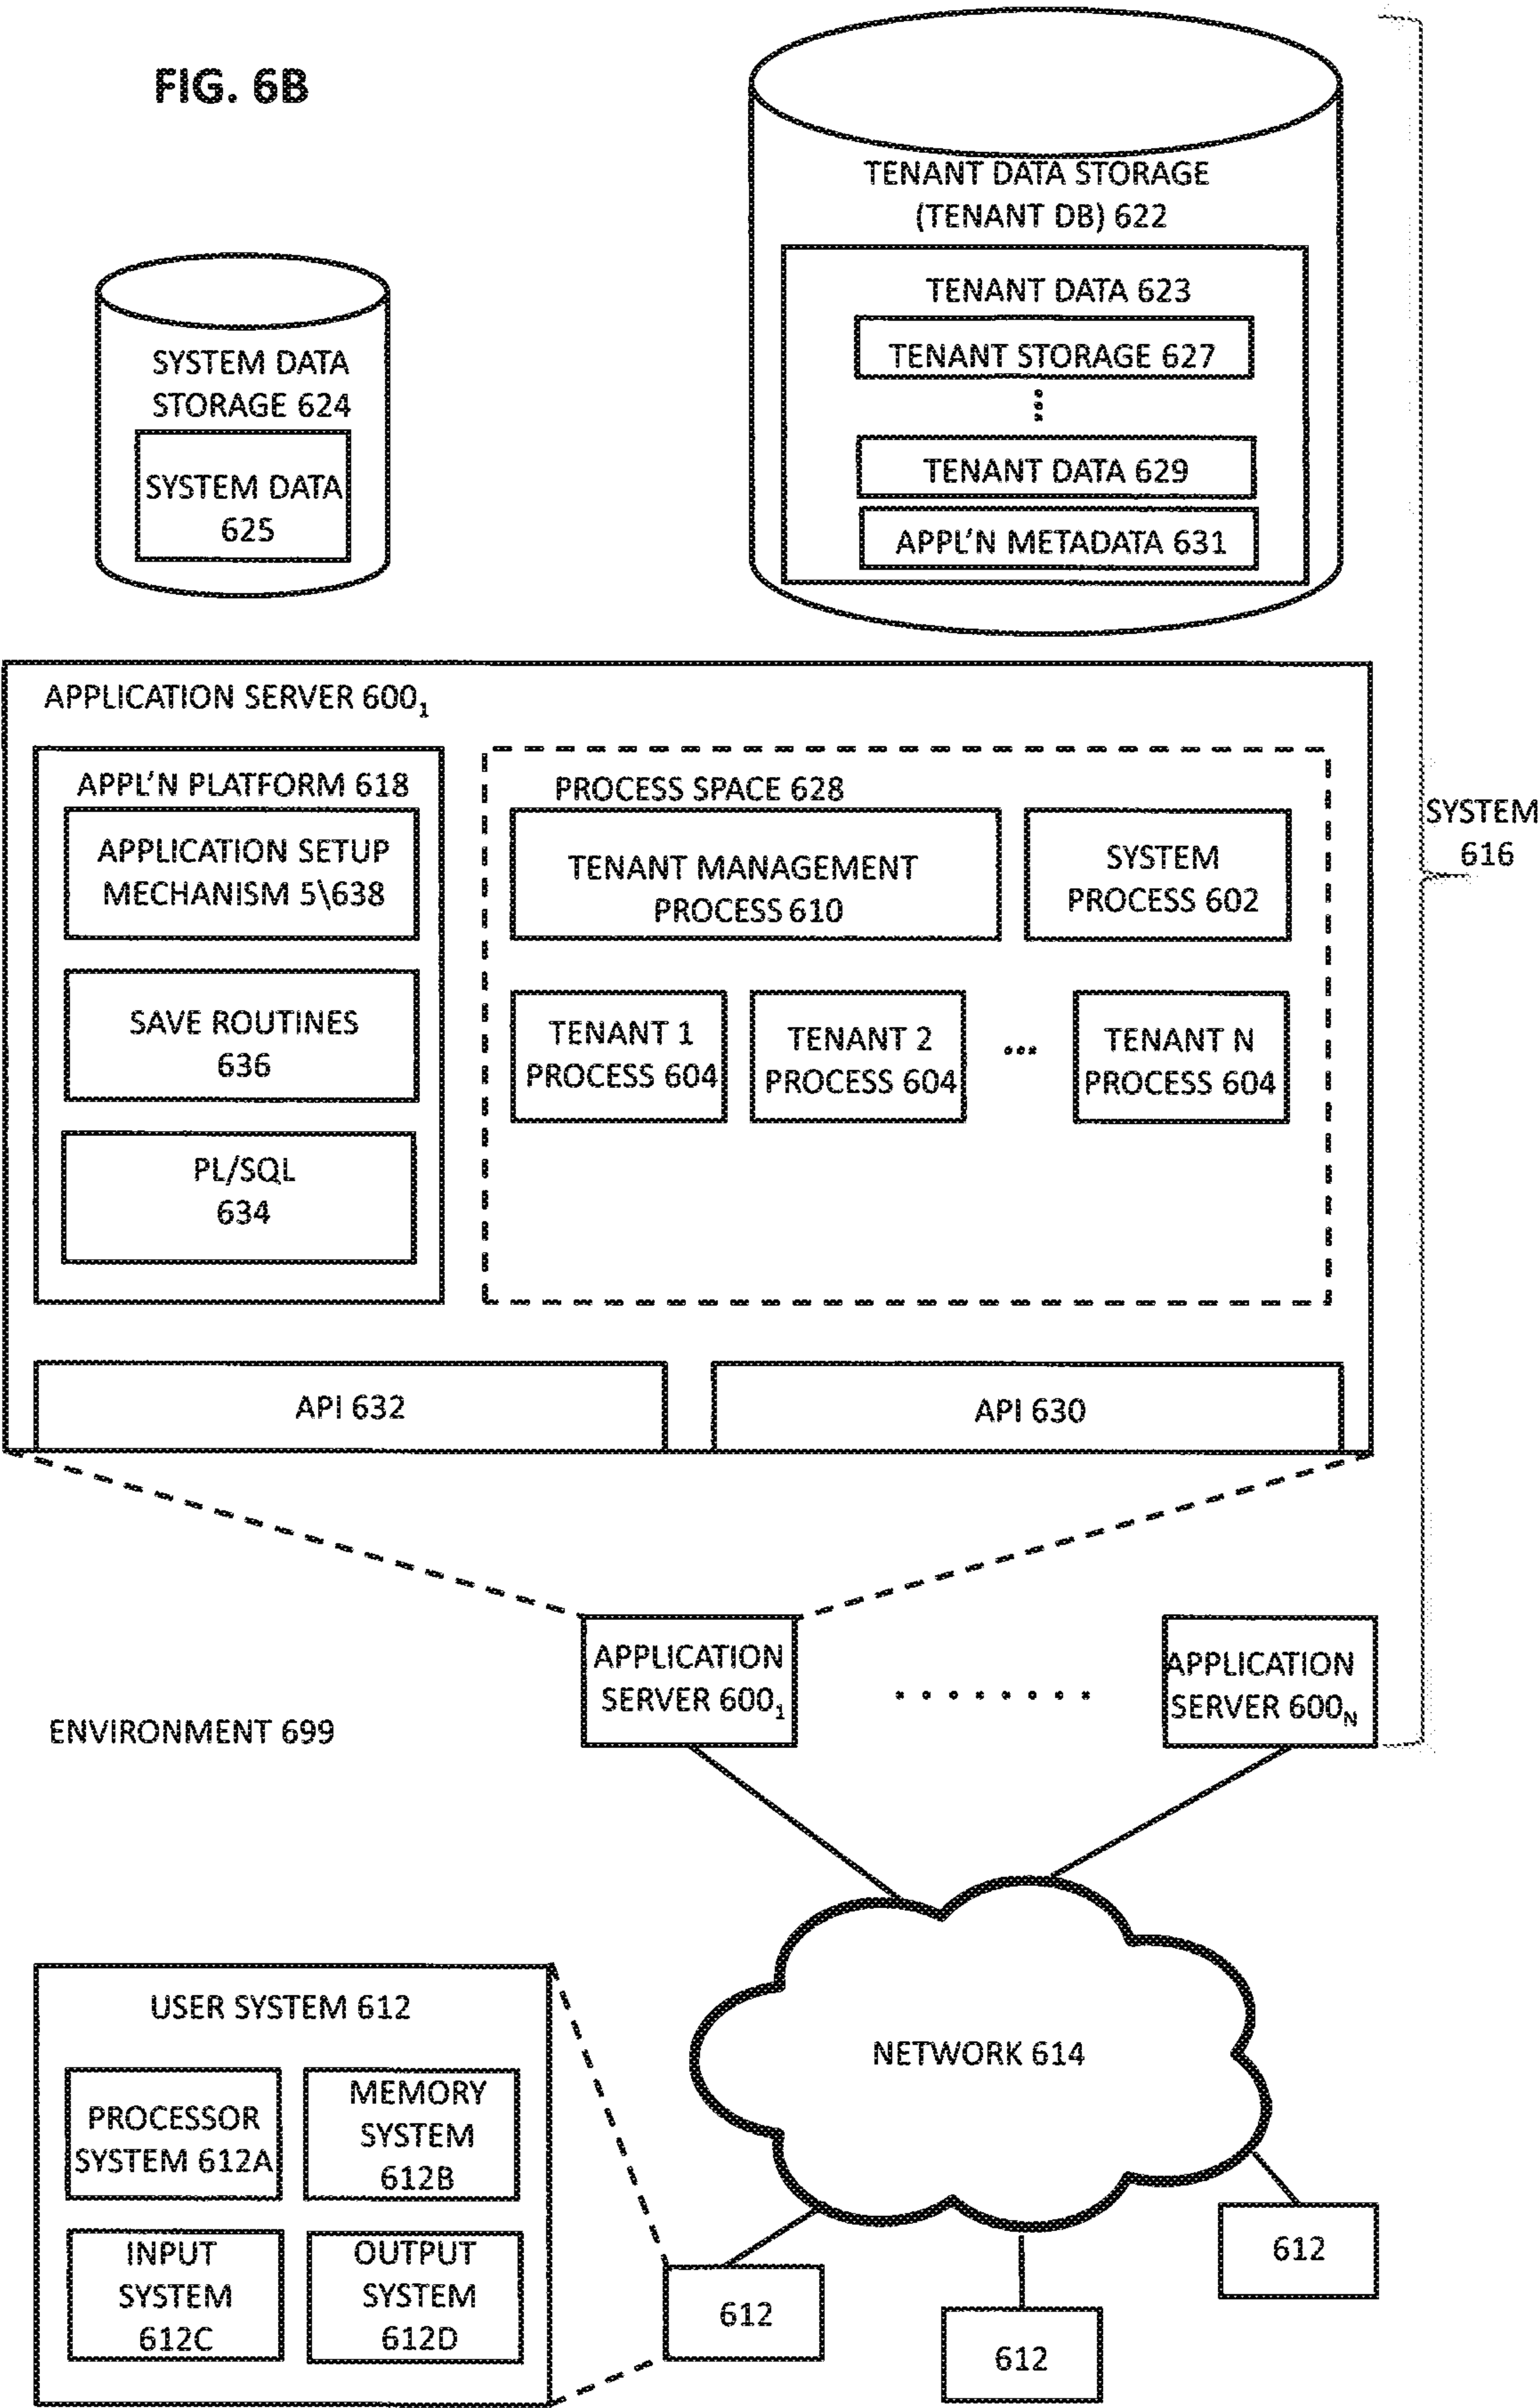 FIG. 6B
TENANT DATA STORAGE
(TENANT DB) 622
TENANT DATA 623
TENANT STORAGE 627
TENANT DATA 629
APPL'N METADATA 631
SYSTEM DATA
STORAGE 624
SYSTEM DATA
625
APPLICATION SERVER 600₁
APPL'N PLATFORM 618
APPLICATION SETUP
MECHANISM 5\638
SAVE ROUTINES
636
PL/SQL
634
PROCESS SPACE 628
TENANT MANAGEMENT
PROCESS 610
SYSTEM
PROCESS 602
TENANT 1
PROCESS 604
TENANT 2
PROCESS 604
...
TENANT N
PROCESS 604
SYSTEM
616
API 632
API 630
APPLICATION
SERVER 600₁
........
APPLICATION
SERVER 600N
ENVIRONMENT 699
USER SYSTEM 612
PROCESSOR
SYSTEM 612A
MEMORY
SYSTEM
612B
INPUT
SYSTEM
612C
OUTPUT
SYSTEM
612D
NETWORK 614
612
612
612